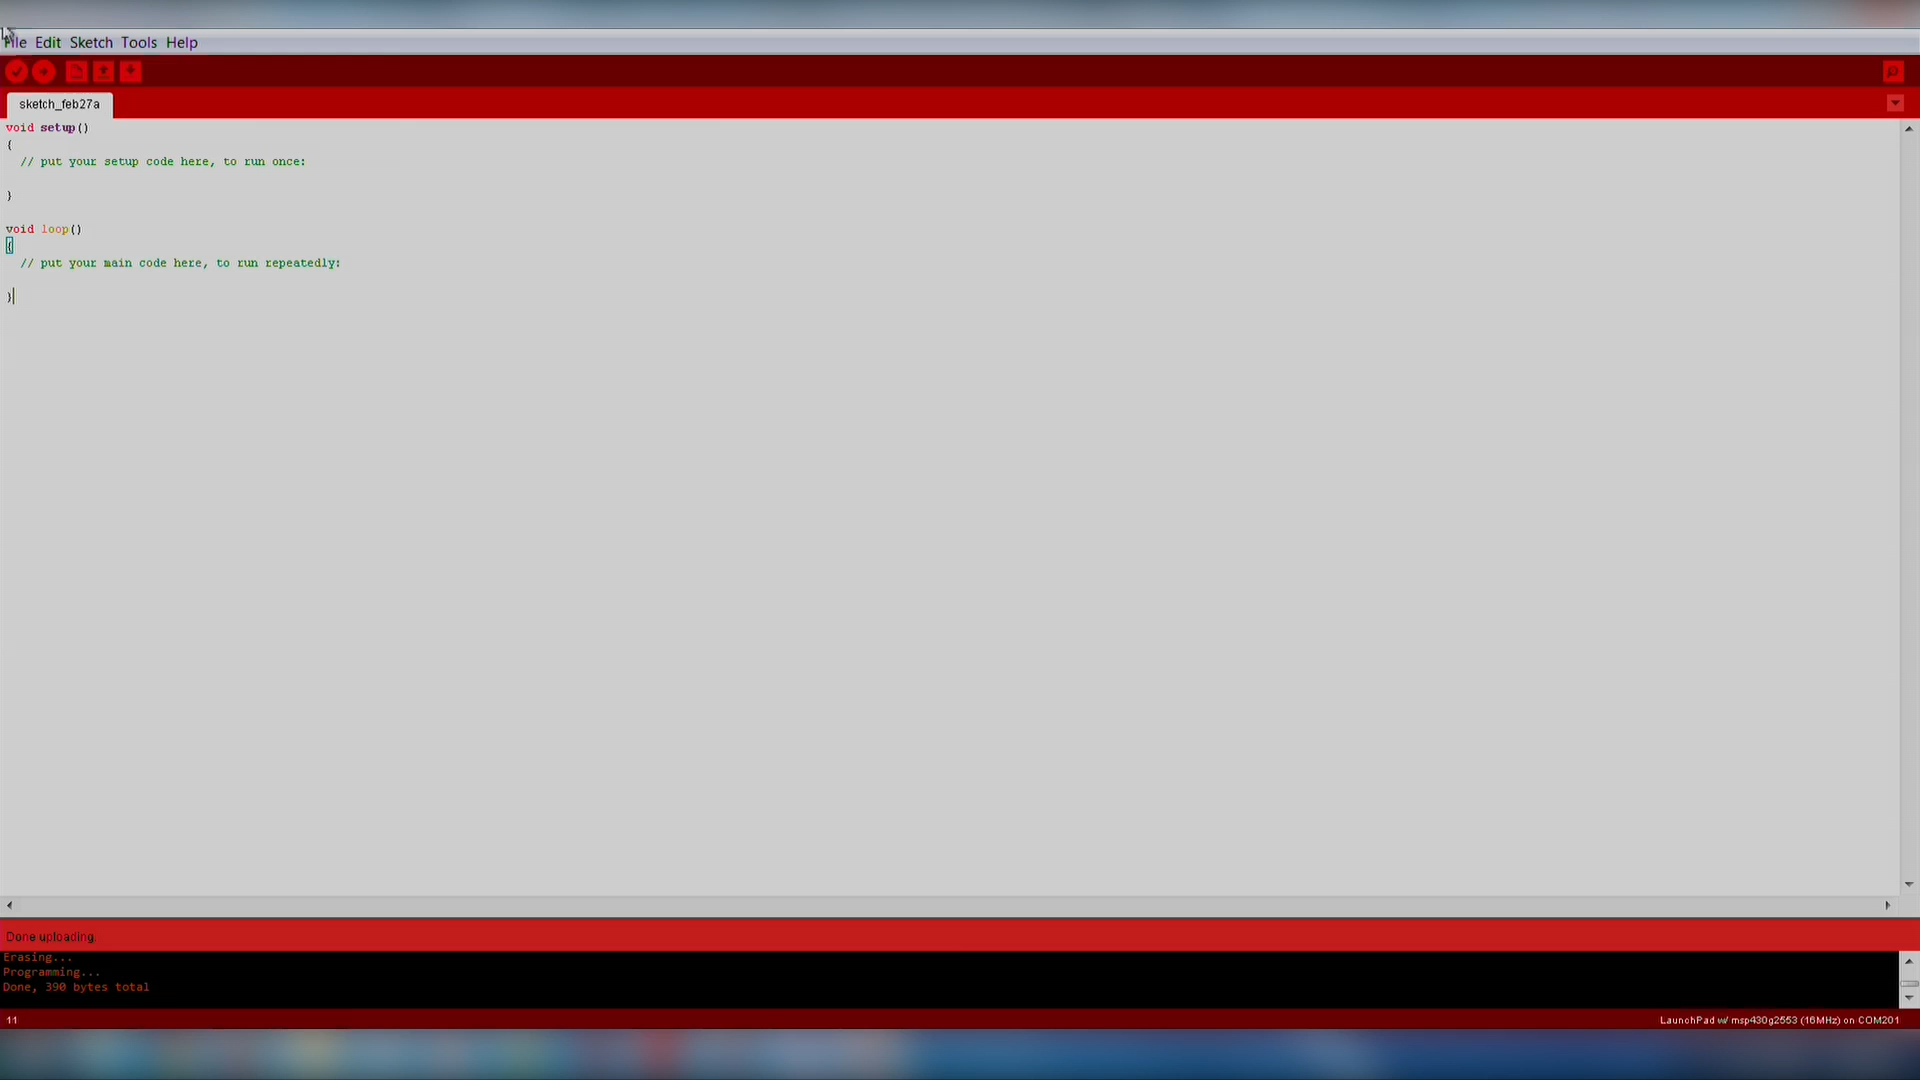 File Edit Sketch Tools Help
sketch_feb27a
void setup()
{
  // put your setup code here, to run once:
}
void loop()
{
  // put your main code here, to run repeatedly:
}
Done uploading.
Erasing...
Programming...
Done, 390 bytes total
11
LaunchPad w/ msp430g2553 (16MHz) on COM201